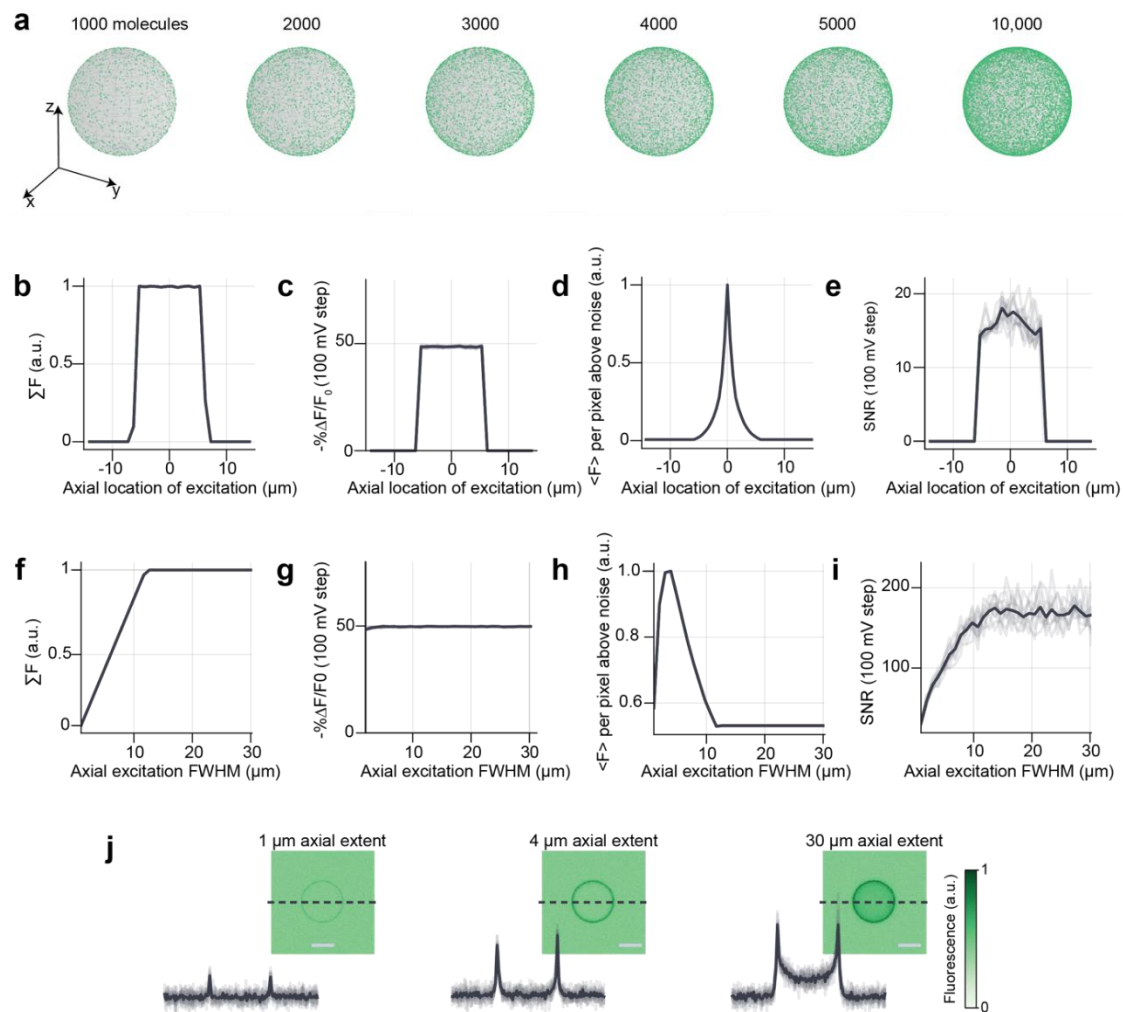 a
1000 molecules 2000 3000 4000 5000 10,000
z
x
y
b
ΣF (a.u.)
1
0.5
0
-10 0 10
Axial location of excitation (µm)
c
-%ΔF/F₀ (100 mV step)
50
0
-10 0 10
Axial location of excitation (µm)
d
<F> per pixel above noise (a.u.)
1
0.5
0
-10 0 10
Axial location of excitation (µm)
e
SNR (100 mV step)
20
10
0
-10 0 10
Axial location of excitation (µm)
f
ΣF (a.u.)
1
0.5
0
10 20 30
Axial excitation FWHM (µm)
g
-%ΔF/F0 (100 mV step)
50
0
10 20 30
Axial excitation FWHM (µm)
h
<F> per pixel above noise (a.u.)
1.0
0.8
0.6
10 20 30
Axial excitation FWHM (µm)
i
SNR (100 mV step)
200
100
10 20 30
Axial excitation FWHM (µm)
j
1 µm axial extent
4 µm axial extent
30 µm axial extent
Fluorescence (a.u.)
1
0